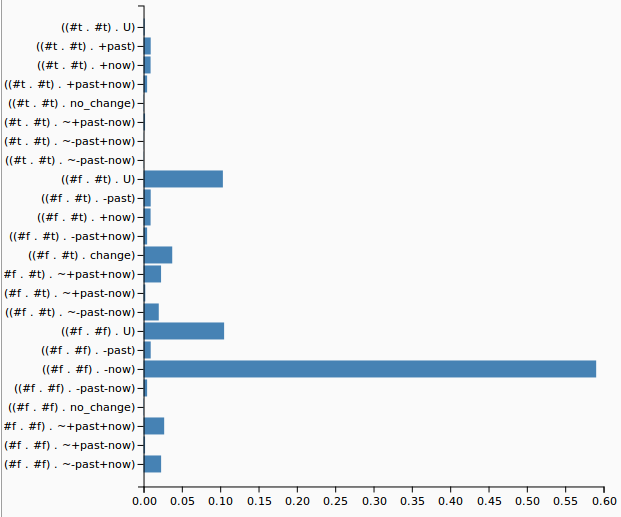 ((#t . #t) . U)
((#t . #t) . +past)
((#t . #t) . +now)
((#t . #t) . +past+now)
((#t . #t) . no_change)
(#t . #t) . ~+past-now)
(#t . #t) . ~-past+now)
((#t . #t) . ~-past-now)
((#f . #t) . U)
((#f . #t) . -past)
((#f . #t) . +now)
((#f . #t) . -past+now)
((#f . #t) . change)
#f . #t) . ~+past+now)
(#f . #t) . ~+past-now)
((#f . #t) . ~-past-now)
((#f . #f) . U)
((#f . #f) . -past)
((#f . #f) . -now)
((#f . #f) . -past-now)
((#f . #f) . no_change)
#f . #f) . ~+past+now)
(#f . #f) . ~+past-now)
(#f . #f) . ~-past+now)
0.00 0.05 0.10 0.15 0.20 0.25 0.30 0.35 0.40 0.45 0.50 0.55 0.60